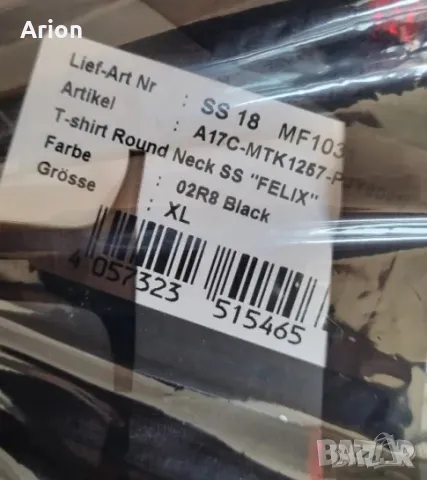 Arion
Lief-Art Nr : SS 18 MF103
Artikel : A17C-MTK1257-P
T-shirt Round Neck SS "FELIX"
Farbe : 02R8 Black
Grösse : XL
4 057323 515465
BAZAR